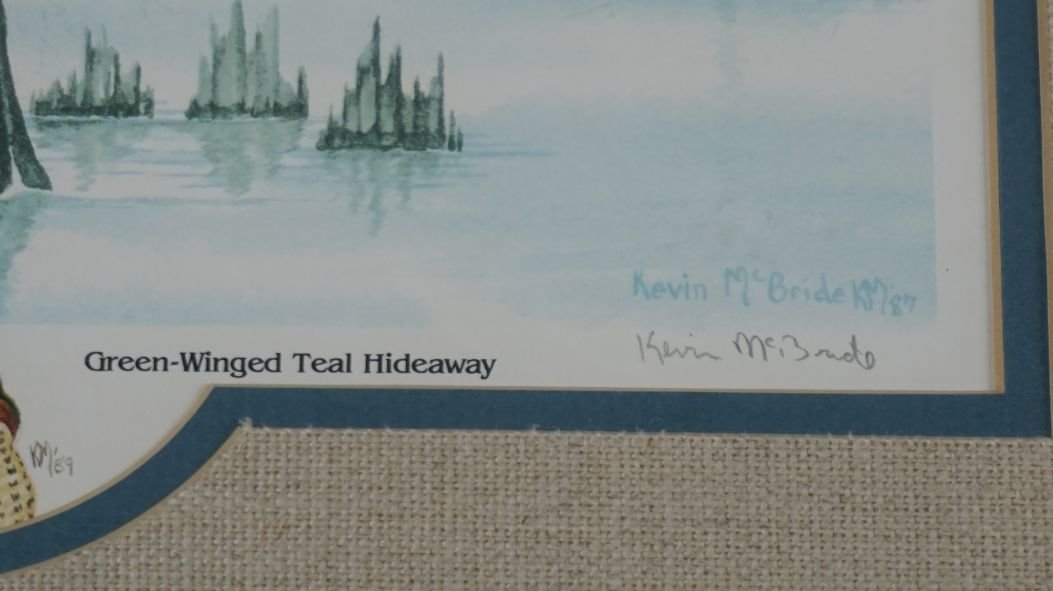 Kevin McBride KM'87
Kevin McBride
Green-Winged Teal Hideaway
KM'89